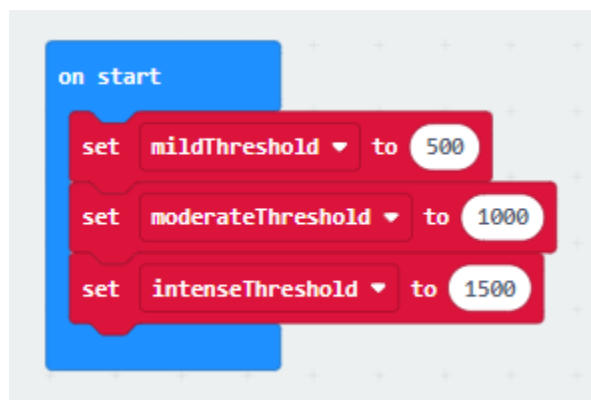 on start
set mildThreshold to 500
set moderateThreshold to 1000
set intenseThreshold to 1500